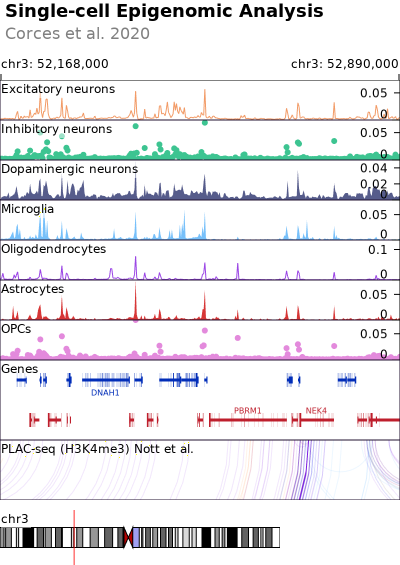 Single-cell Epigenomic Analysis
Corces et al. 2020
chr3: 52,168,000 chr3: 52,890,000
Excitatory neurons 0.05
0
Inhibitory neurons 0.05
0
Dopaminergic neurons 0.04
0.02
0
Microglia 0.05
0
Oligodendrocytes 0.1
0
Astrocytes 0.05
0
OPCs 0.05
0
Genes
DNAH1
PBRM1 NEK4
PLAC-seq (H3K4me3) Nott et al.
chr3